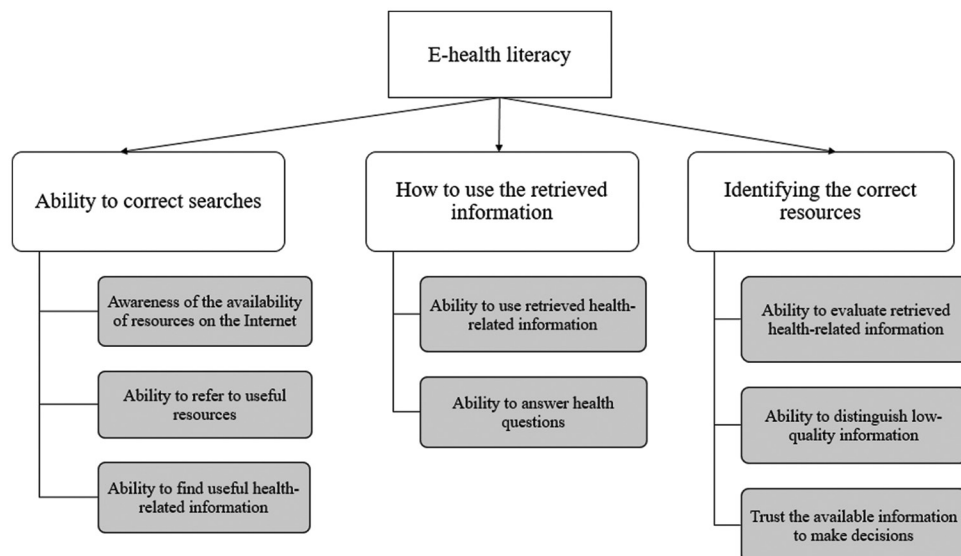 E-health literacy
Ability to correct searches
Awareness of the availability
of resources on the Internet
Ability to refer to useful
resources
Ability to find useful health-
related information
How to use the retrieved
information
Ability to use retrieved health-
related information
Ability to answer health
questions
Identifying the correct
resources
Ability to evaluate retrieved
health-related information
Ability to distinguish low-
quality information
Trust the available information
to make decisions